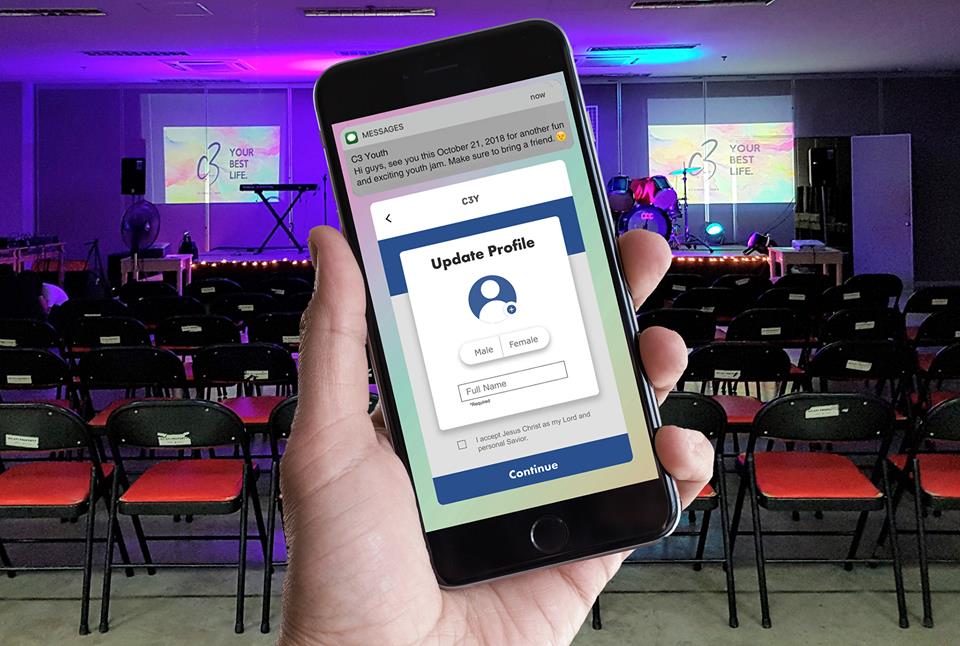 MESSAGES
now
C3 Youth
Hi guys, see you this October 21, 2018 for another fun
and exciting youth jam. Make sure to bring a friend.😚
C3Y
Update Profile
Male
Female
Full Name
*Required
I accept Jesus Christ as my Lord and
personal Savior.
Continue
c3
YOUR
BEST
LIFE.
c3
YOUR
BEST
LIFE.